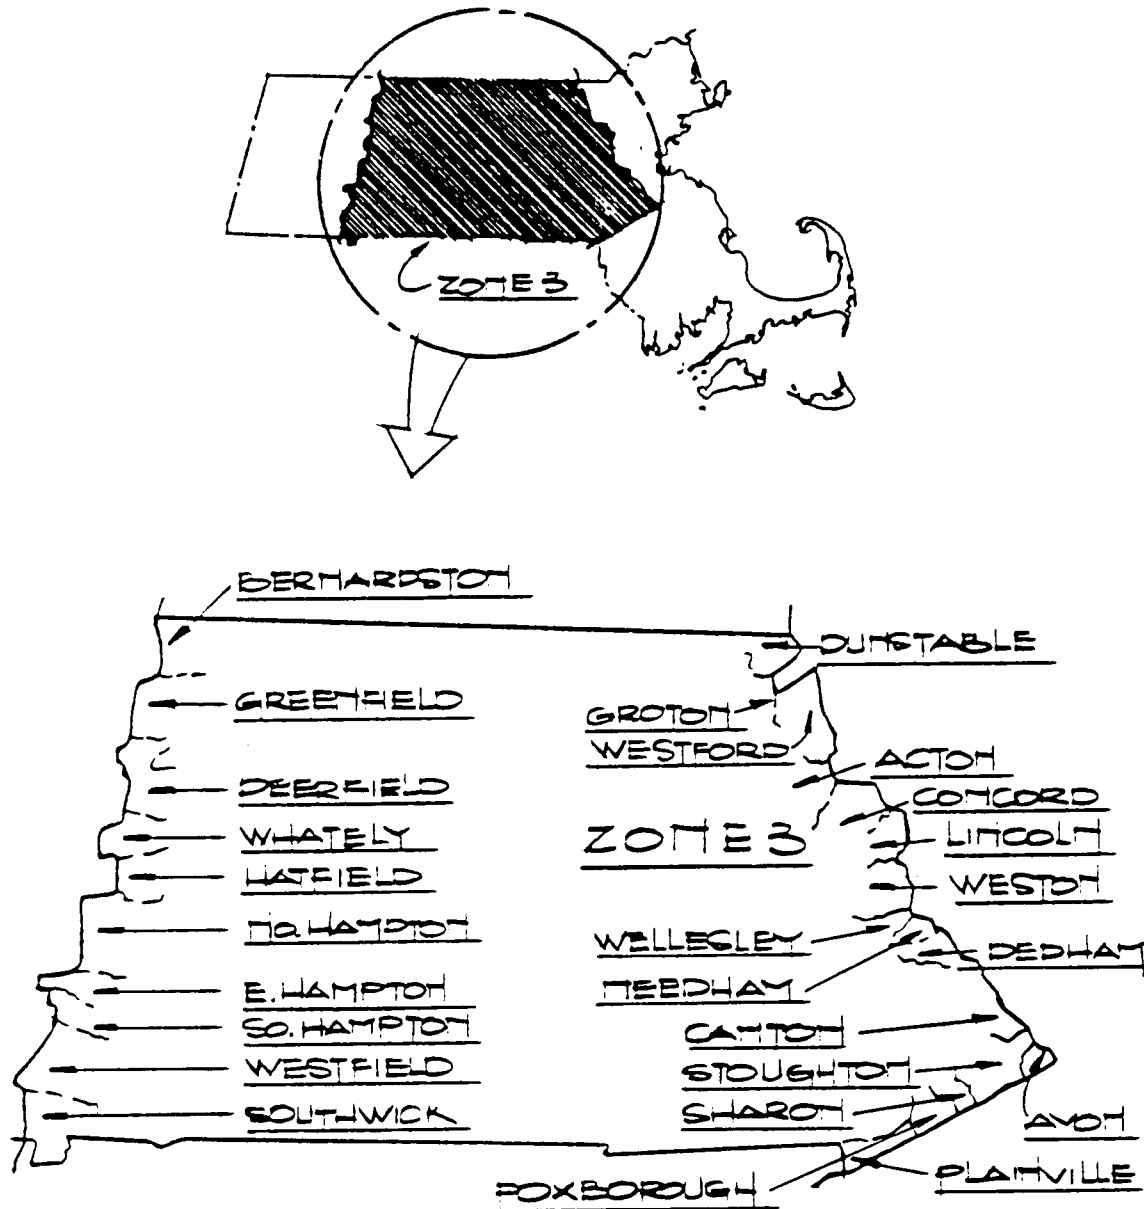 ZONE 3
BERNARDSTON
DUNSTABLE
GREENFIELD
GROTON
WESTFORD
ACTON
DEERFIELD
CONCORD
WHATELY
ZONE 3
LINCOLN
HATFIELD
WESTON
NO. HAMPTON
WELLESLEY
DEDHAM
E. HAMPTON
NEEDHAM
SO. HAMPTON
CANTON
WESTFIELD
STOUGHTON
SOUTHWICK
SHARON
AVON
PLAINVILLE
FOXBOROUGH